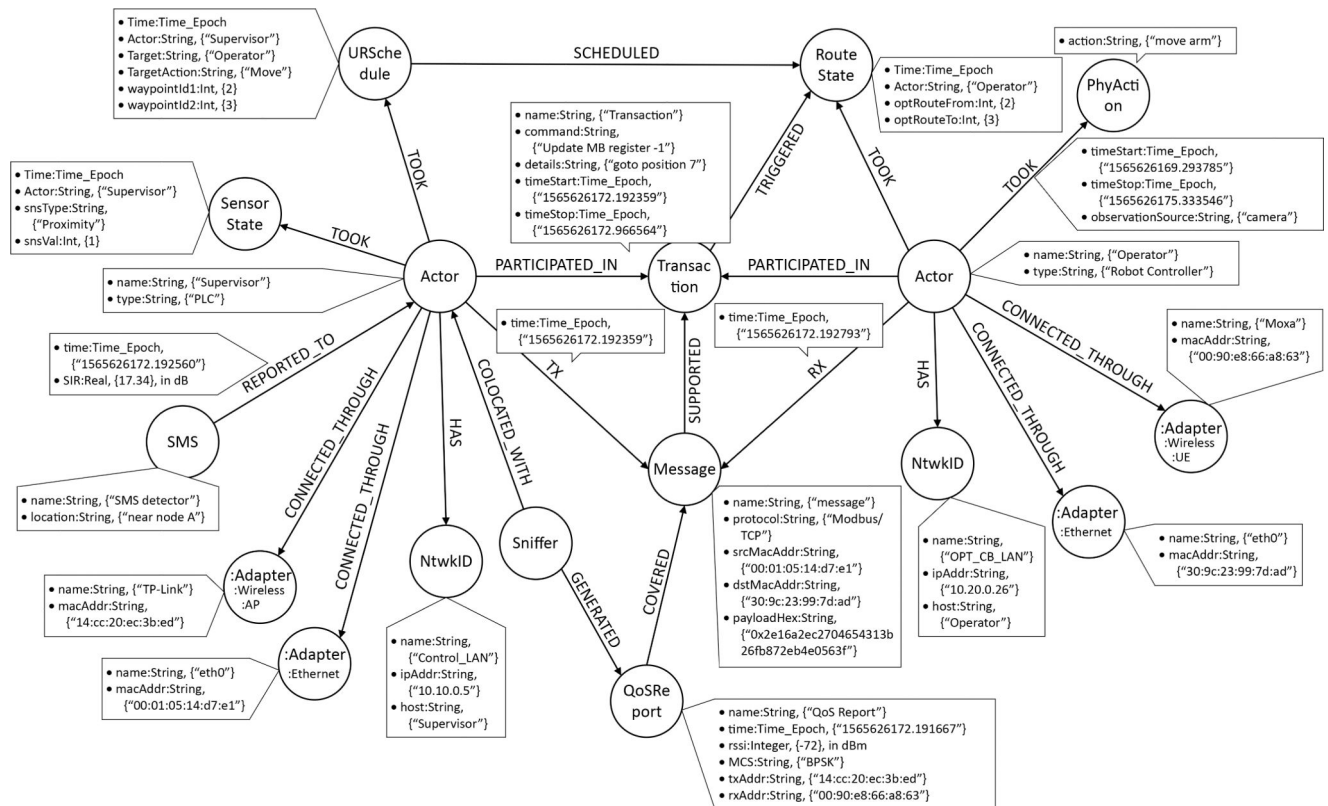 • Time:Time_Epoch
• Actor:String, {“Supervisor”}
• Target:String, {“Operator”}
• TargetAction:String, {“Move”}
• waypointId1:Int, {2}
• waypointId2:Int, {3}
URSche
dule
SCHEDULED
Route
State
• Time:Time_Epoch
• Actor:String, {“Operator”}
• optRouteFrom:Int, {2}
• optRouteTo:Int, {3}
• action:String, {“move arm”}
PhyActi
on
• name:String, {“Transaction”}
• command:String,
{“Update MB register -1”}
• details:String, {“goto position 7”}
• timeStart:Time_Epoch,
{“1565626172.192359”}
• timeStop:Time_Epoch,
{“1565626172.966564”}
TOOK
TRIGGERED
TOOK
TOOK
• timeStart:Time_Epoch,
{“1565626169.293785”}
• timeStop:Time_Epoch,
{“1565626175.333546”}
• observationSource:String, {“camera”}
• Time:Time_Epoch
• Actor:String, {“Supervisor”}
• snsType:String,
{“Proximity”}
• snsVal:Int, {1}
Sensor
State
TOOK
• name:String, {“Supervisor”}
• type:String, {“PLC”}
Actor
PARTICIPATED_IN
Transac
tion
PARTICIPATED_IN
Actor
• name:String, {“Operator”}
• type:String, {“Robot Controller”}
• time:Time_Epoch,
{“1565626172.192359”}
• time:Time_Epoch,
{“1565626172.192793”}
• time:Time_Epoch,
{“1565626172.192560”}
• SIR:Real, {17.34}, in dB
REPORTED_TO
CONNECTED_THROUGH
CONNECTED_THROUGH
HAS
COLOCATED_WITH
TX
SUPPORTED
RX
HAS
CONNECTED_THROUGH
CONNECTED_THROUGH
• name:String, {“Moxa”}
• macAddr:String,
{“00:90:e8:66:a8:63”}
:Adapter
:Wireless
:UE
SMS
• name:String, {“SMS detector”}
• location:String, {“near node A”}
Message
• name:String, {“message”}
• protocol:String, {“Modbus/
TCP”}
• srcMacAddr:String,
{“00:01:05:14:d7:e1”}
• dstMacAddr:String,
{“30:9c:23:99:7d:ad”}
• payloadHex:String,
{“0x2e16a2ec2704654313b
26fb872eb4e0563f”}
NtwkID
• name:String,
{“OPT_CB_LAN”}
• ipAddr:String,
{“10.20.0.26”}
• host:String,
{“Operator”}
:Adapter
:Ethernet
• name:String, {“eth0”}
• macAddr:String,
{“30:9c:23:99:7d:ad”}
• name:String, {“TP-Link”}
• macAddr:String,
{“14:cc:20:ec:3b:ed”}
:Adapter
:Wireless
:AP
NtwkID
• name:String,
{“Control_LAN”}
• ipAddr:String,
{“10.10.0.5”}
• host:String,
{“Supervisor”}
Sniffer
GENERATED
COVERED
• name:String, {“eth0”}
• macAddr:String,
{“00:01:05:14:d7:e1”}
:Adapter
:Ethernet
QoSRe
port
• name:String, {“QoS Report”}
• time:Time_Epoch, {“1565626172.191667”}
• rssi:Integer, {-72}, in dBm
• MCS:String, {“BPSK”}
• txAddr:String, {“14:cc:20:ec:3b:ed”}
• rxAddr:String, {“00:90:e8:66:a8:63”}